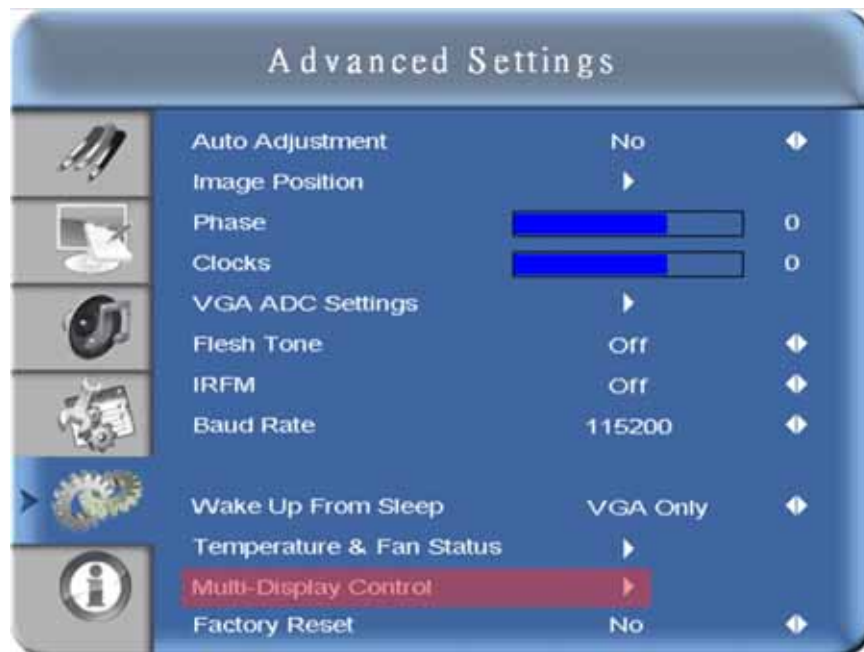 Advanced Settings
Auto Adjustment No
Image Position
Phase 0
Clocks 0
VGA ADC Settings
Flesh Tone Off
IRFM Off
Baud Rate 115200
Wake Up From Sleep VGA Only
Temperature & Fan Status
Multi-Display Control
Factory Reset No